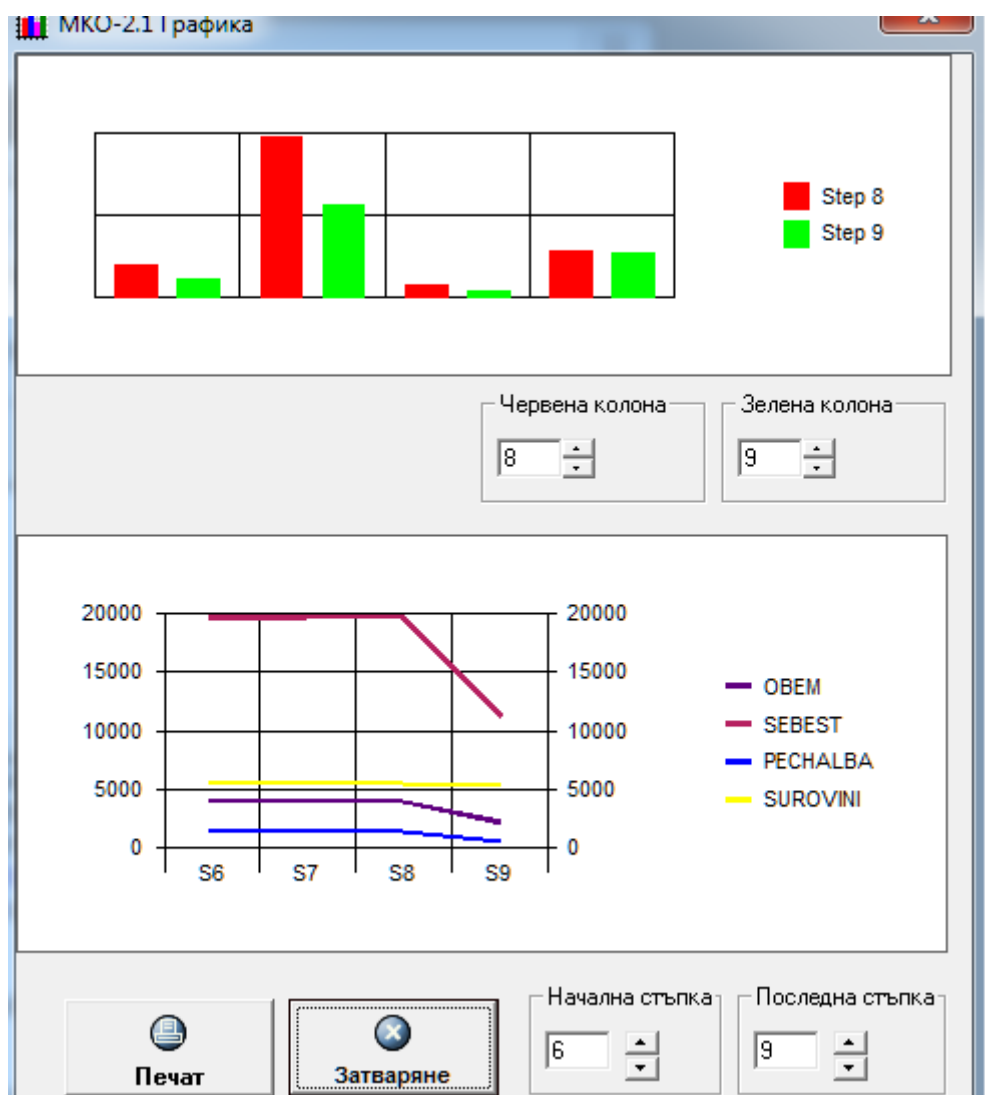 МКО-2.1 Графика
Step 8
Step 9
Червена колона
Зелена колона
8
9
20000
20000
15000
15000
10000
10000
5000
5000
0
0
S6 S7 S8 S9
OBEM
SEBEST
PECHALBA
SUROVINI
Начална стъпка
Последна стъпка
6
9
Печат
Затваряне